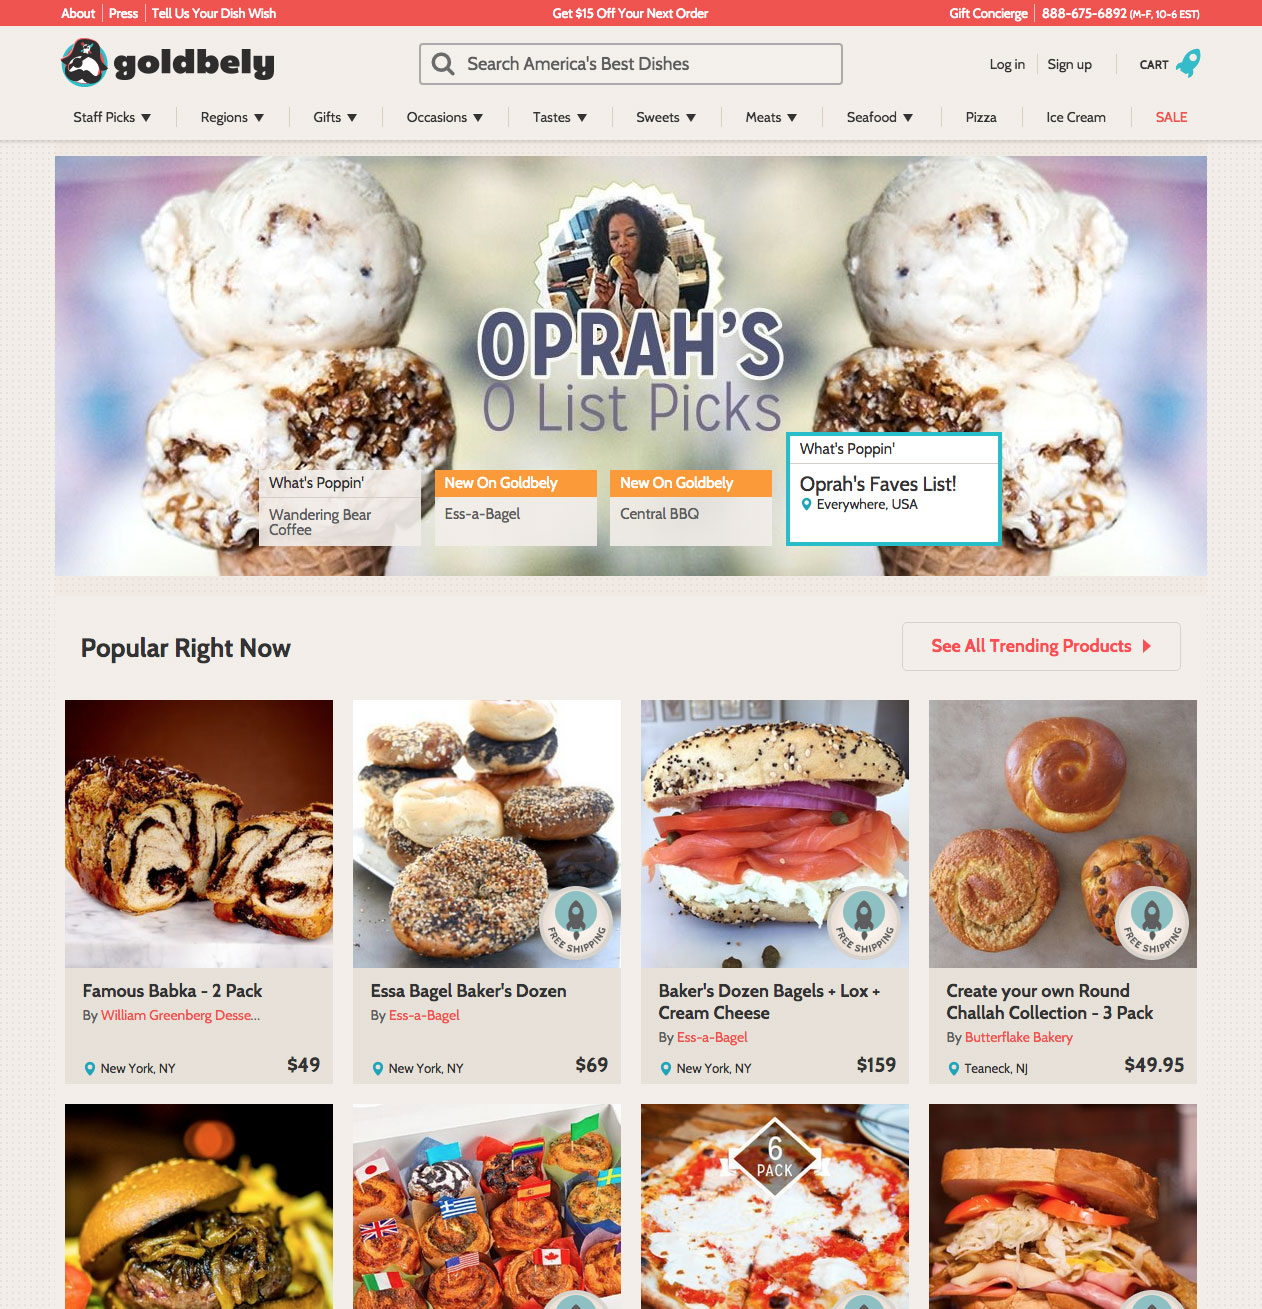 About Press Tell Us Your Dish Wish Get $15 Off Your Next Order Gift Concierge 888-675-6892 (M-F, 10-6 EST)
goldbely Search America's Best Dishes Log in Sign up CART
Staff Picks ▼ Regions ▼ Gifts ▼ Occasions ▼ Tastes ▼ Sweets ▼ Meats ▼ Seafood ▼ Pizza Ice Cream SALE
OPRAH'S
O List Picks
What's Poppin'
Wandering Bear
Coffee
New On Goldbely
Ess-a-Bagel
New On Goldbely
Central BBQ
What's Poppin'
Oprah's Faves List!
Everywhere, USA
Popular Right Now
See All Trending Products
Famous Babka - 2 Pack
By William Greenberg Desse...
New York, NY $49
FREE SHIPPING
Essa Bagel Baker's Dozen
By Ess-a-Bagel
New York, NY $69
FREE SHIPPING
Baker's Dozen Bagels + Lox +
Cream Cheese
By Ess-a-Bagel
New York, NY $159
FREE SHIPPING
Create your own Round
Challah Collection - 3 Pack
By Butterflake Bakery
Teaneck, NJ $49.95
6
PACK